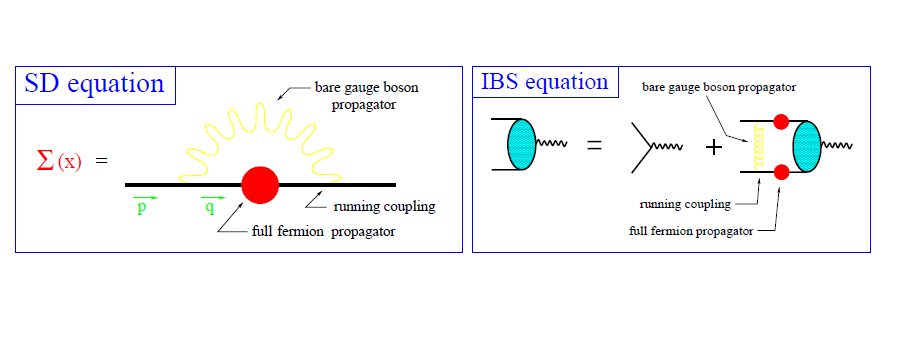 SD equation
bare gauge boson
propagator
Σ(x) =
p
q
running coupling
full fermion propagator
IBS equation
bare gauge boson propagator
= +
running coupling
full fermion propagator